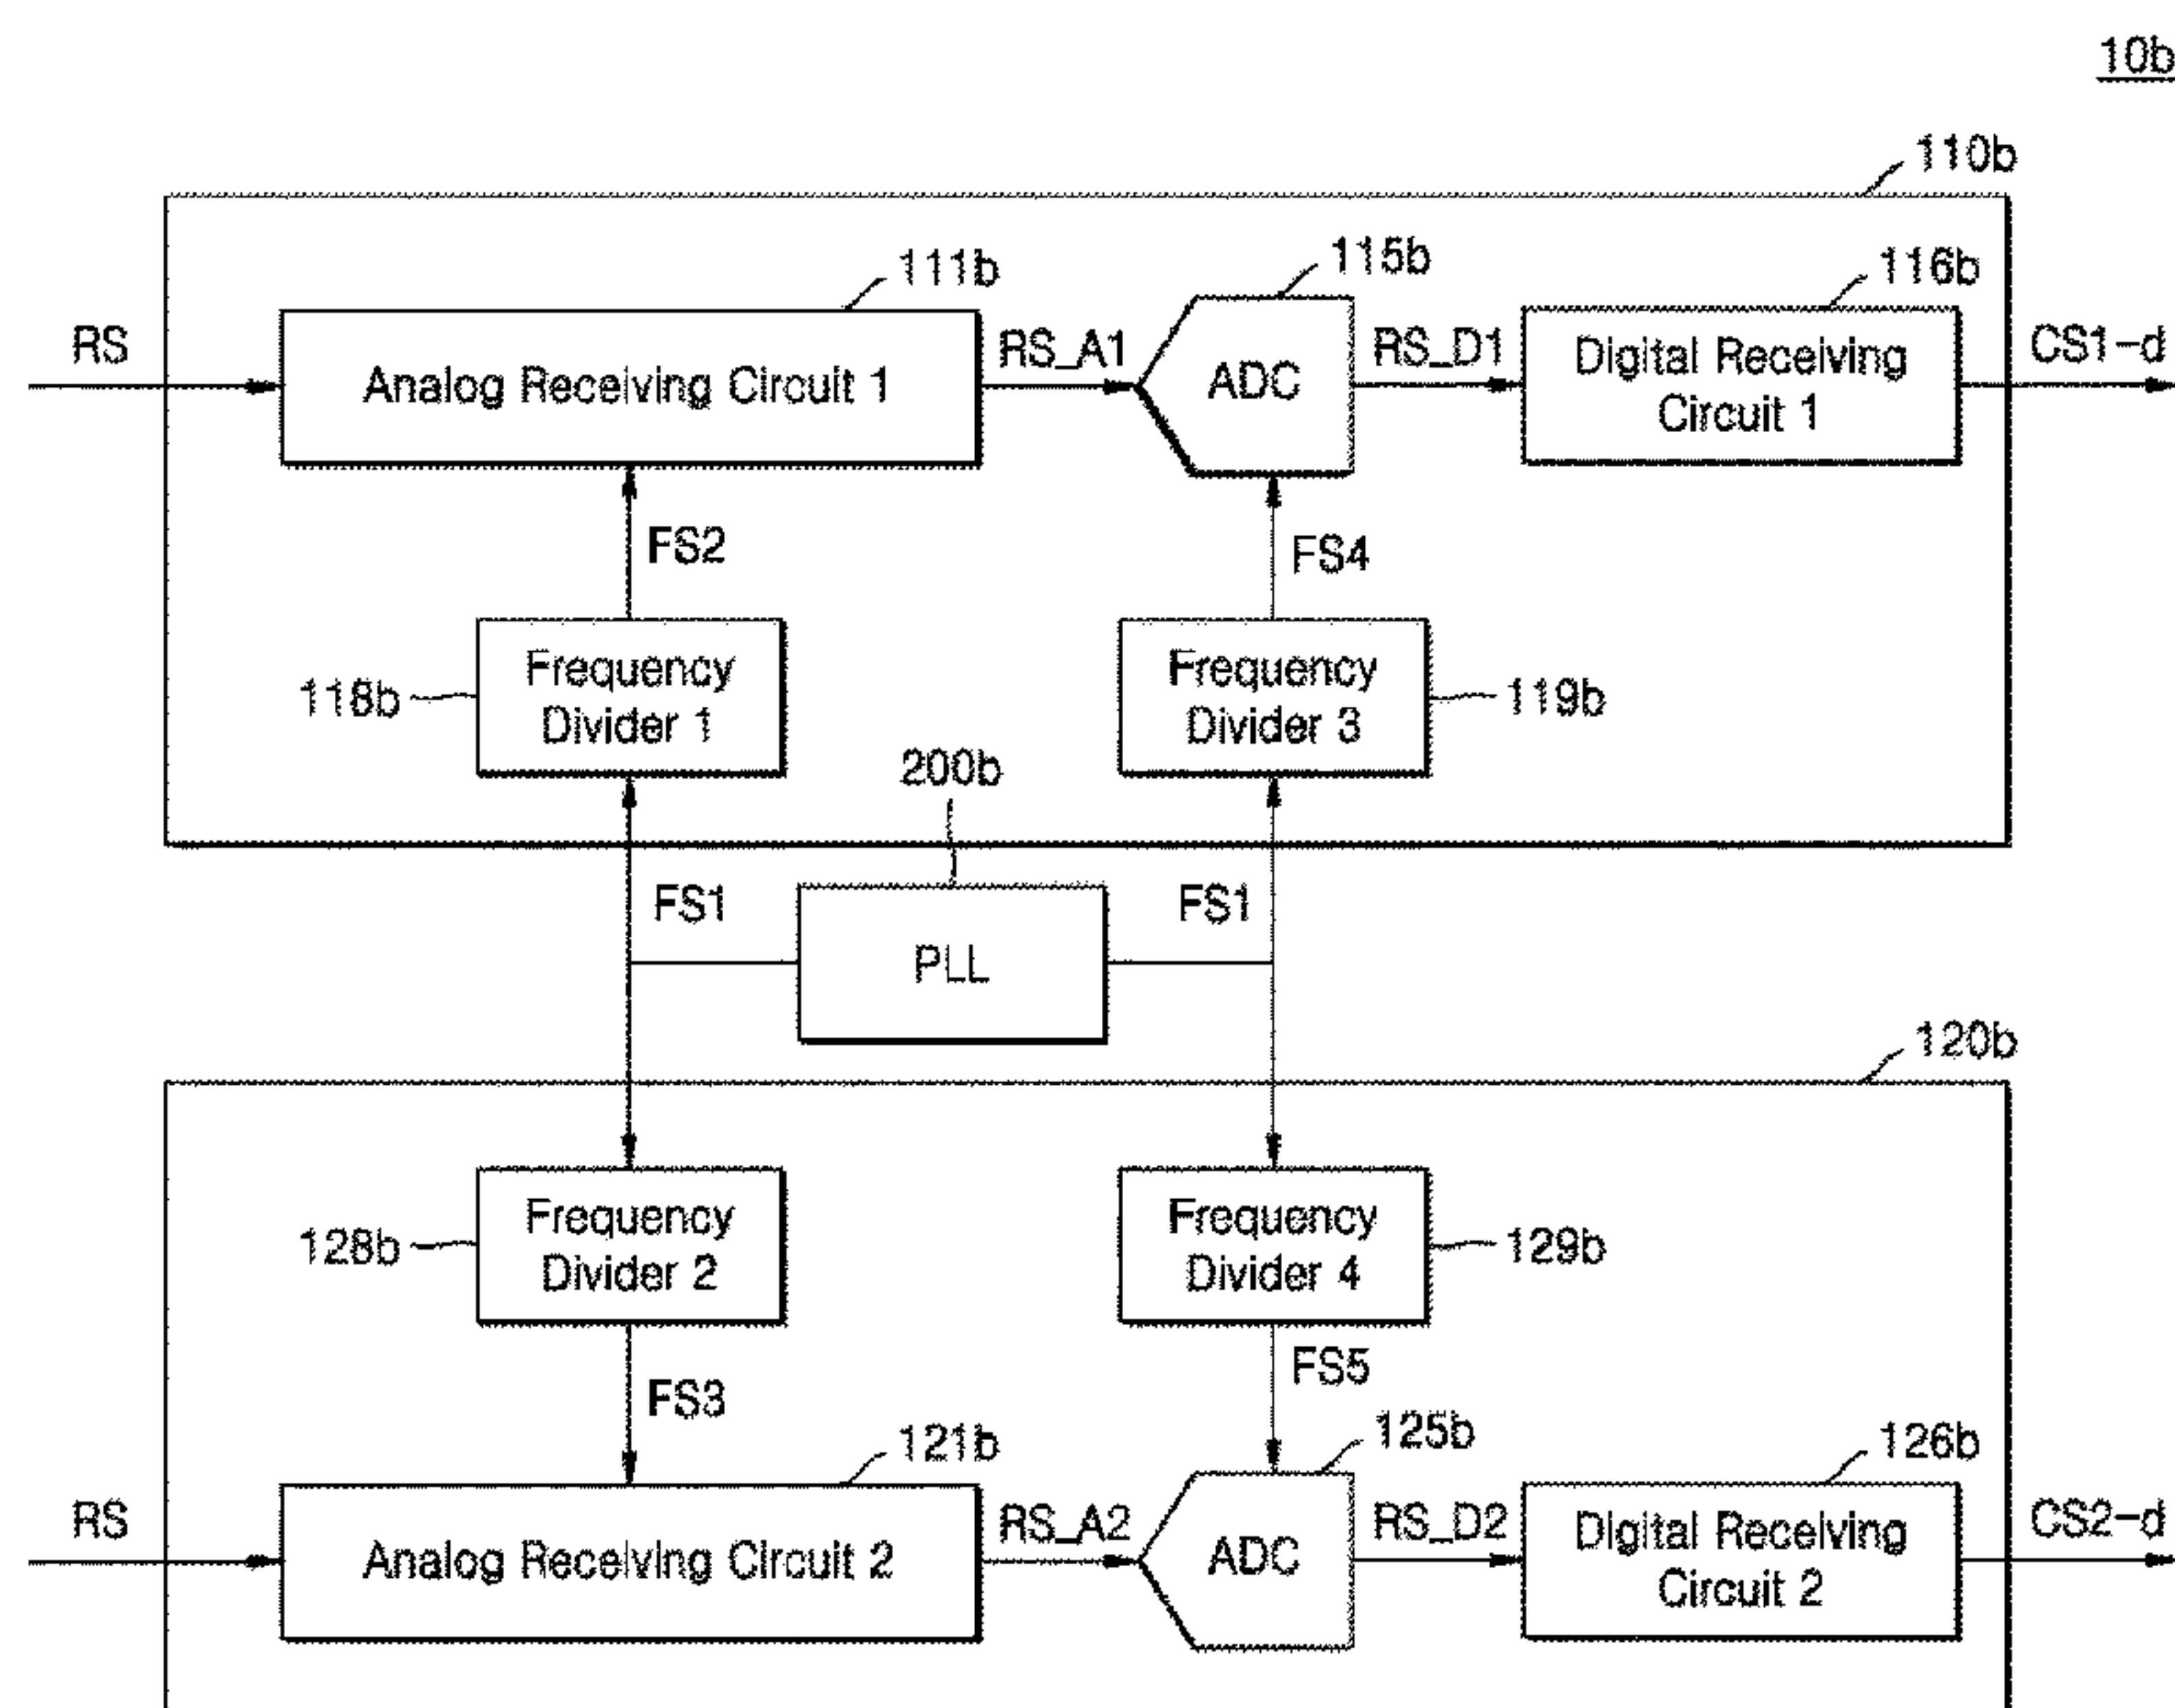 10b
110b
111b
115b
116b
RS
Analog Receiving Circuit 1
RS_A1
ADC
RS_D1
Digital Receiving
Circuit 1
CS1-d
FS2
FS4
118b
Frequency
Divider 1
Frequency
Divider 3
119b
200b
FS1
PLL
FS1
120b
128b
Frequency
Divider 2
Frequency
Divider 4
129b
FS3
FS5
121b
125b
126b
RS
Analog Receiving Circuit 2
RS_A2
ADC
RS_D2
Digital Receiving
Circuit 2
CS2-d